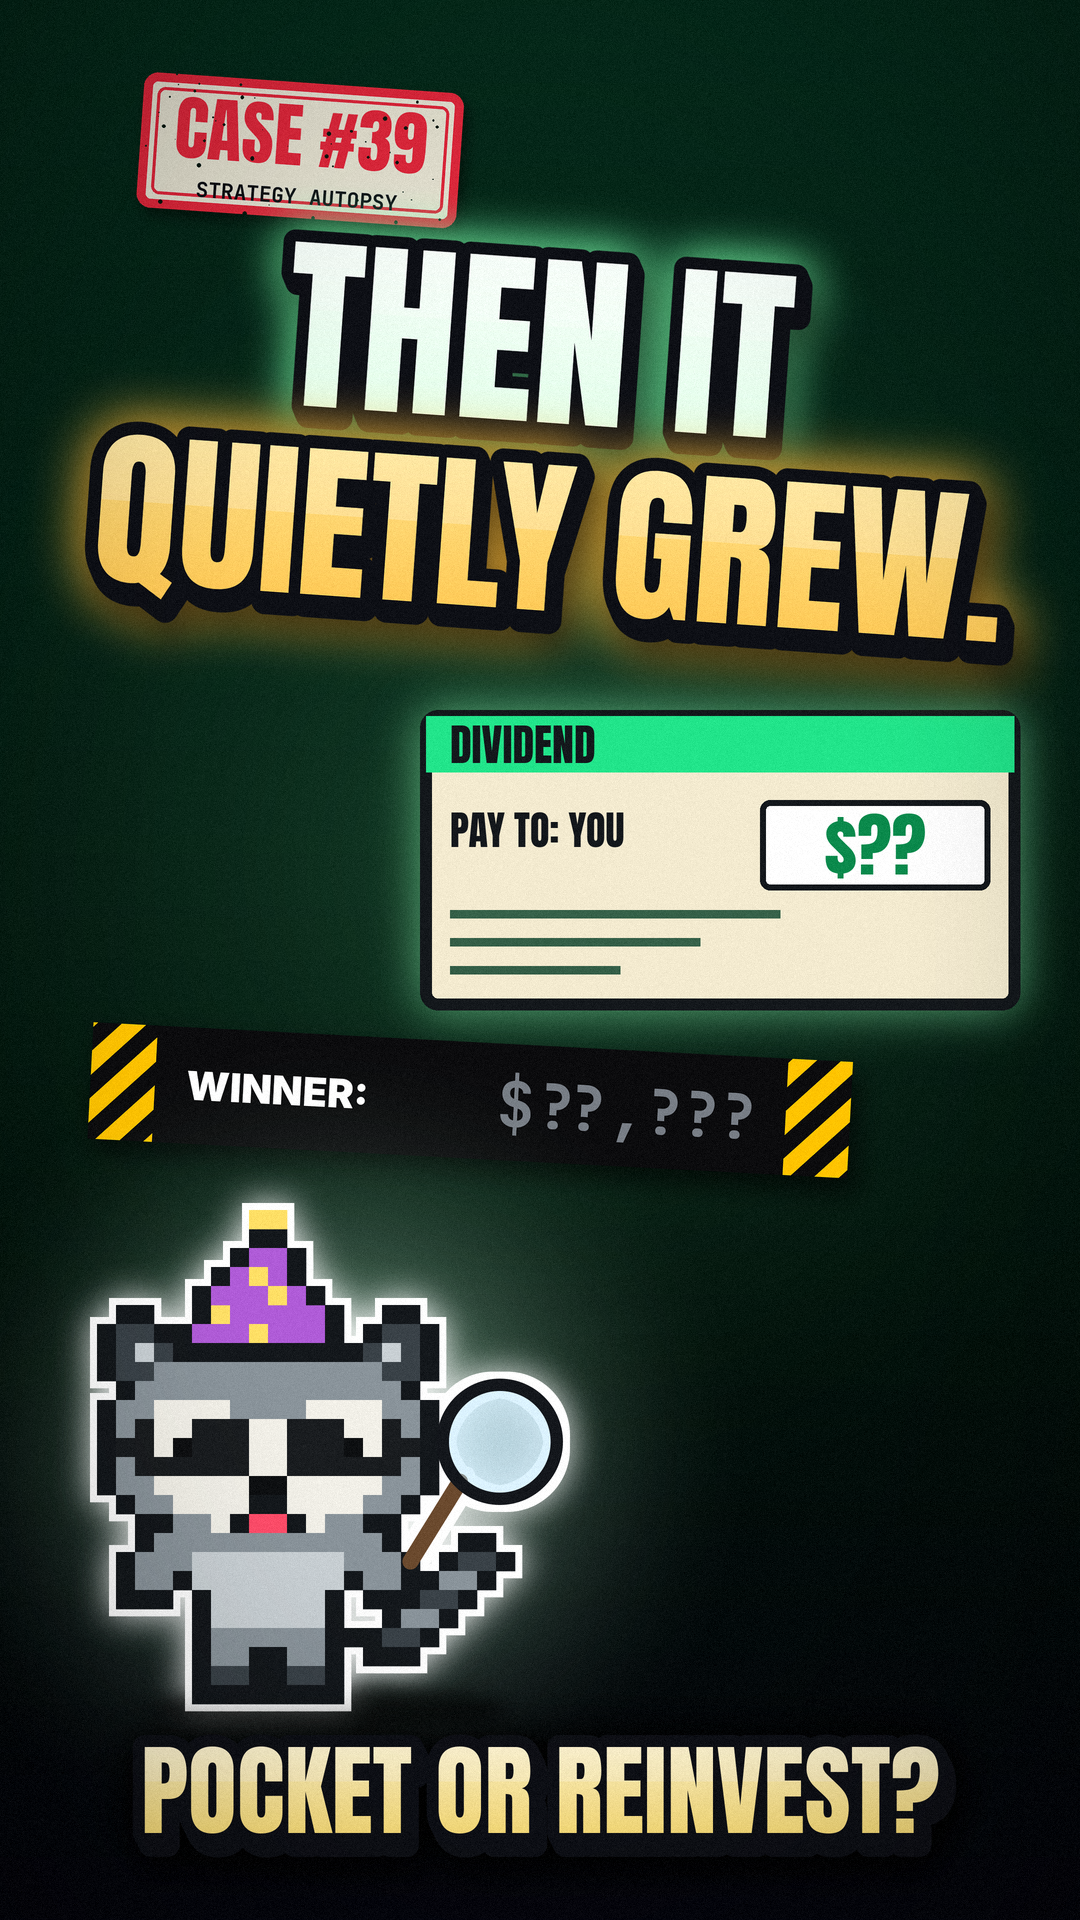 CASE #39
STRATEGY AUTOPSY
THEN IT
QUIETLY GREW.
DIVIDEND
PAY TO: YOU
$??
WINNER:
$??,???
POCKET OR REINVEST?